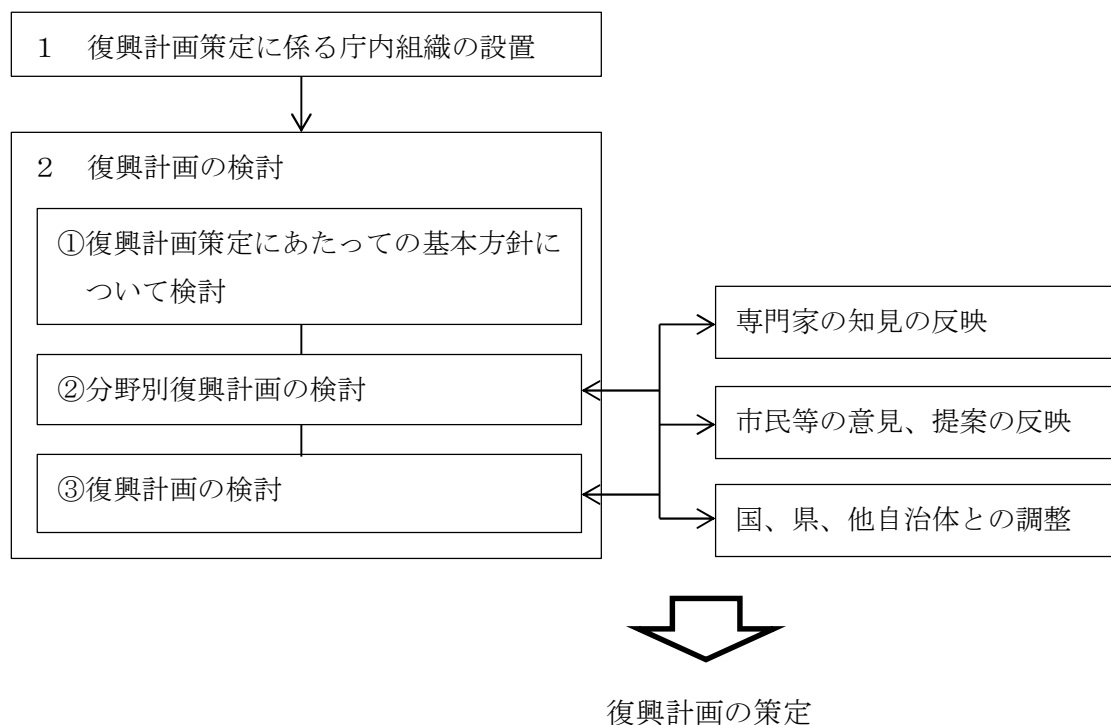 １　復興計画策定に係る庁内組織の設置
２　復興計画の検討
①復興計画策定にあたっての基本方針に
ついて検討
②分野別復興計画の検討
③復興計画の検討
専門家の知見の反映
市民等の意見、提案の反映
国、県、他自治体との調整
復興計画の策定